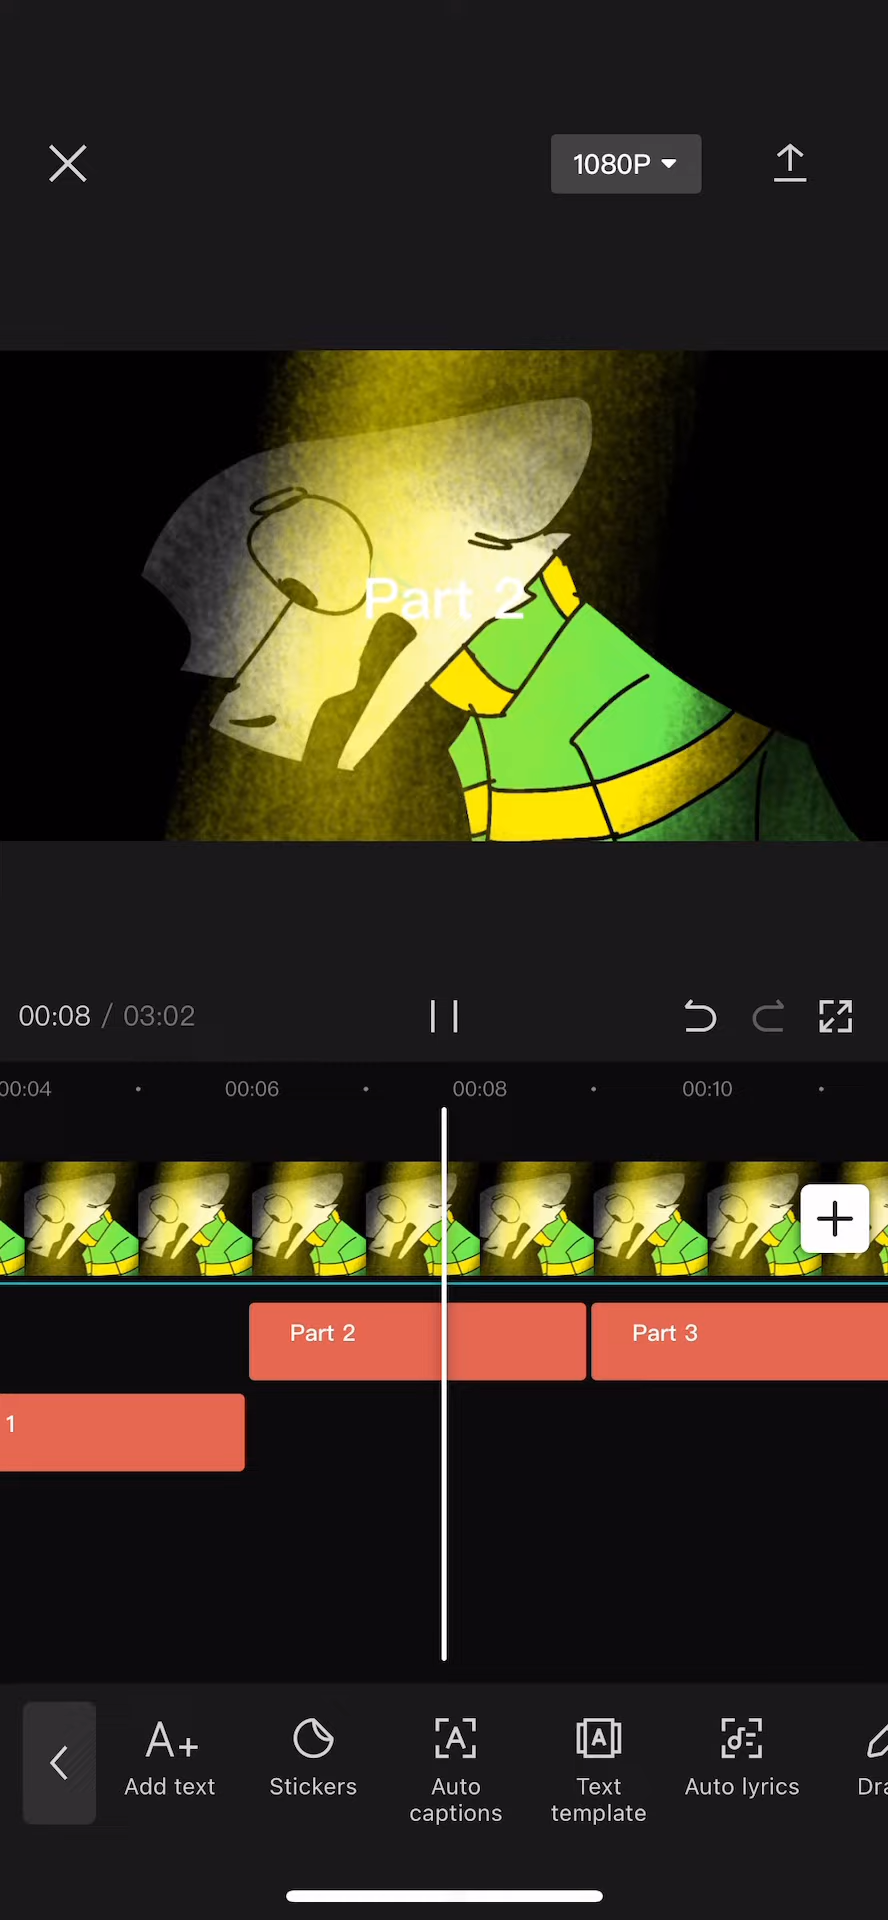 1080P
Part 2
00:08 / 03:02
00:04 00:06 00:08 00:10
Part 2 Part 3
1
Add text
Stickers
Auto captions
Text template
Auto lyrics